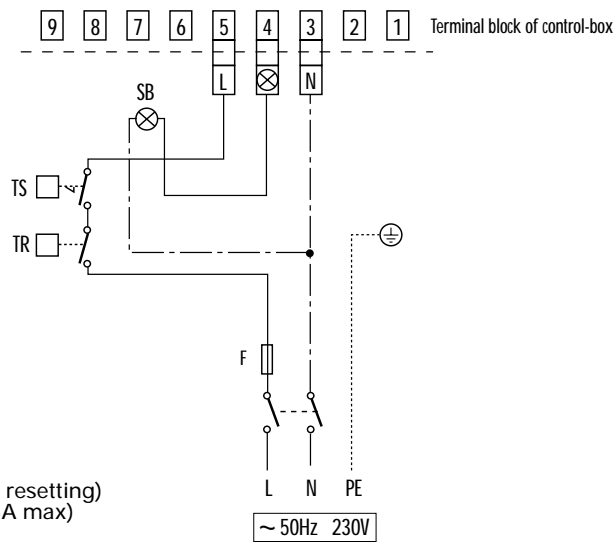 9 8 7 6 5 4 3 2 1 Terminal block of control-box
L N
SB
TS
TR
F
resetting)
A max)
L N PE
~ 50Hz 230V